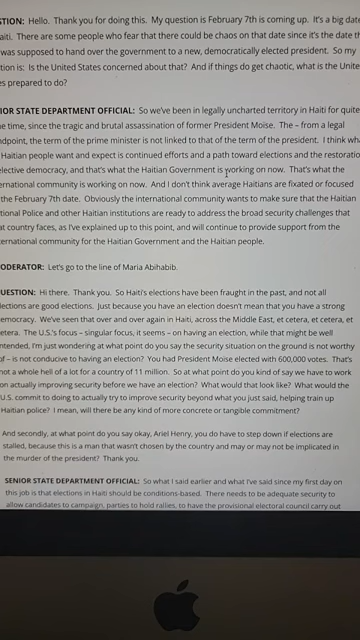 STION: Hello. Thank you for doing this. My question is February 7th is coming up. It's a big date
aiti. There are some people who fear that there could be chaos on that date since it's the date th
was supposed to hand over the government to a new, democratically elected president. So my
tion is: Is the United States concerned about that? And if things do get chaotic, what is the Unite
es prepared to do?
IOR STATE DEPARTMENT OFFICIAL: So we've been in legally uncharted territory in Haiti for quite
e time, since the tragic and brutal assassination of former President Moïse. The – from a legal
ndpoint, the term of the prime minister is not linked to that of the term of the president. I think wha
Haitian people want and expect is continued efforts and a path toward elections and the restoratio
elective democracy, and that's what the Haitian Government is working on now. That's what the
ernational community is working on now. And I don't think average Haitians are fixated or focused
the February 7th date. Obviously the international community wants to make sure that the Haitian
tional Police and other Haitian institutions are ready to address the broad security challenges that
at country faces, as I've explained up to this point, and will continue to provide support from the
ernational community for the Haitian Government and the Haitian people.
ODERATOR: Let's go to the line of Maria Abihabib.
UESTION: Hi there. Thank you. So Haiti's elections have been fraught in the past, and not all
lections are good elections. Just because you have an election doesn't mean that you have a strong
emocracy. We've seen that over and over again in Haiti, across the Middle East, et cetera, et cetera, et
etera. The U.S.'s focus – singular focus, it seems – on having an election, while that might be well
ntended, I'm just wondering at what point do you say the security situation on the ground is not worthy
of – is not conducive to having an election? You had President Moïse elected with 600,000 votes. That's
not a whole hell of a lot for a country of 11 million. So at what point do you kind of say we have to work
on actually improving security before we have an election? What would that look like? What would the
U.S. commit to doing to actually try to improve security beyond what you just said, helping train up
Haitian police? I mean, will there be any kind of more concrete or tangible commitment?
And secondly, at what point do you say okay, Ariel Henry, you do have to step down if elections are
stalled, because this is a man that wasn't chosen by the country and may or may not be implicated in
the murder of the president? Thank you.
SENIOR STATE DEPARTMENT OFFICIAL: So what I said earlier and what I've said since my first day
on this job is that elections in Haiti should be conditions-based. There needs to be adequate security to
allow candidates to campaign, parties to hold rallies, to have the provisional electoral council carry out